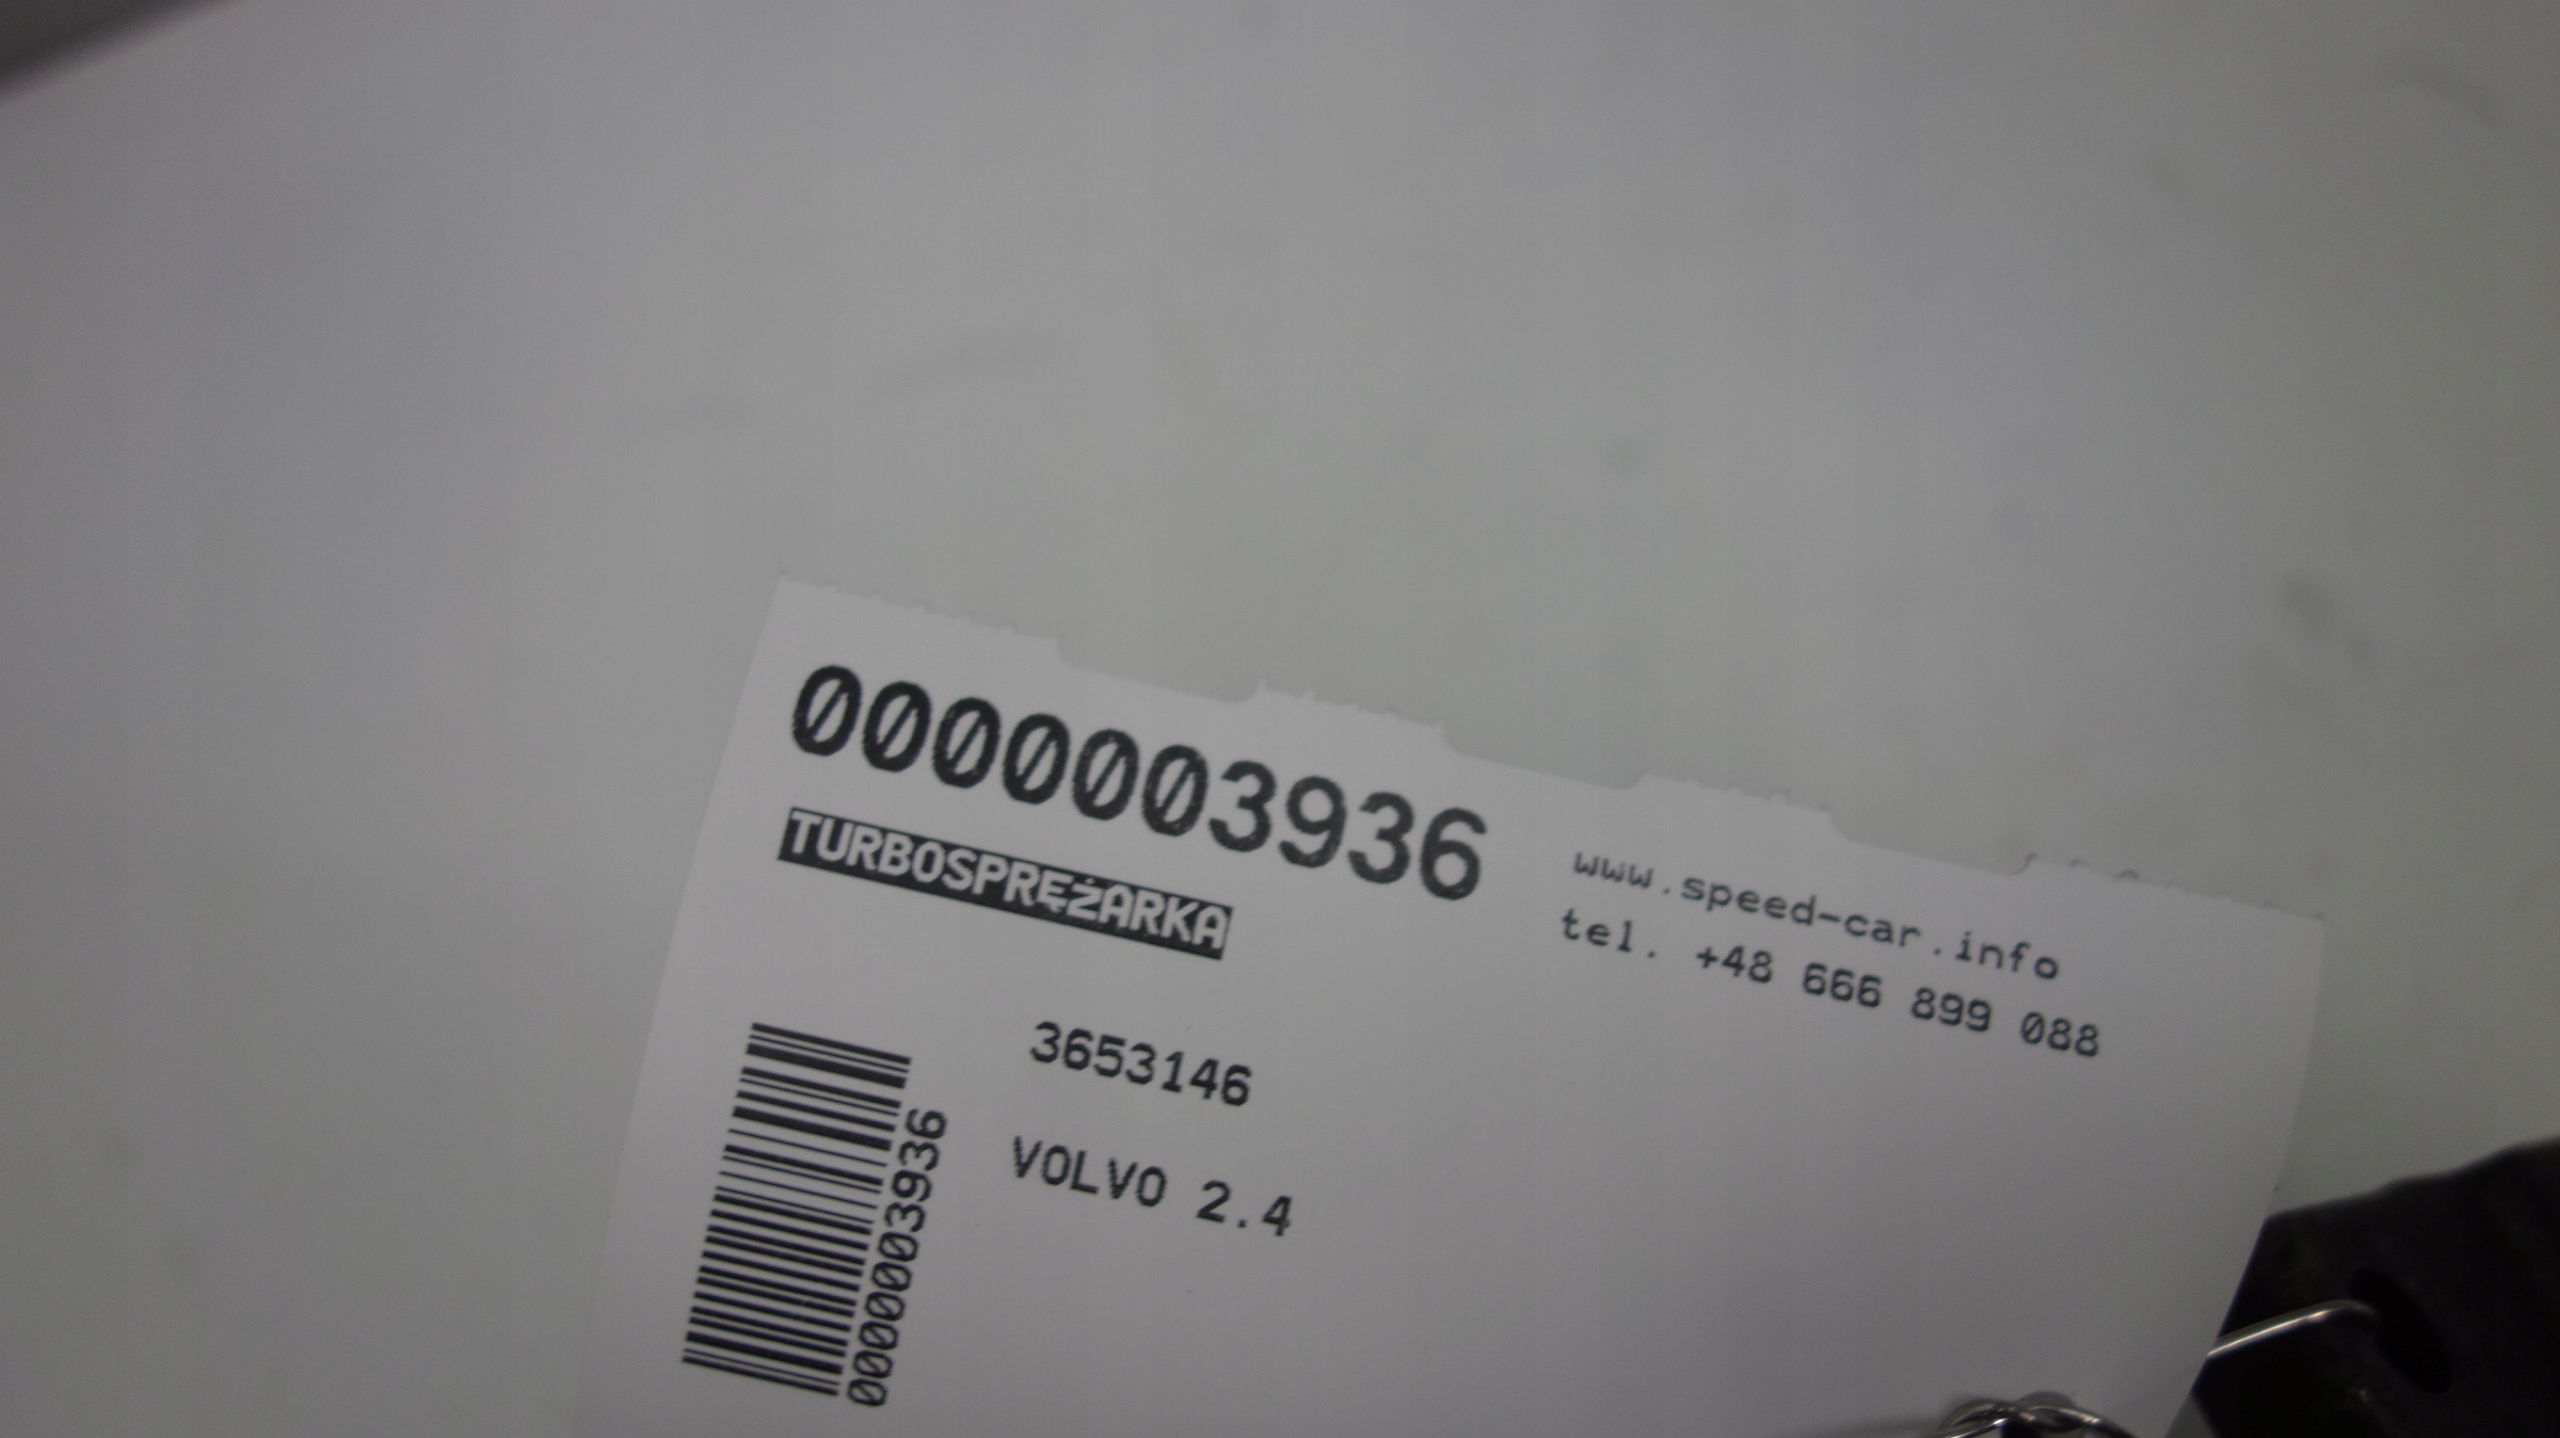 0000003936
TURBOSPRĘŻARKA
www.speed-car.info
tel. +48 666 899 088
3653146
VOLVO 2.4
0000003936